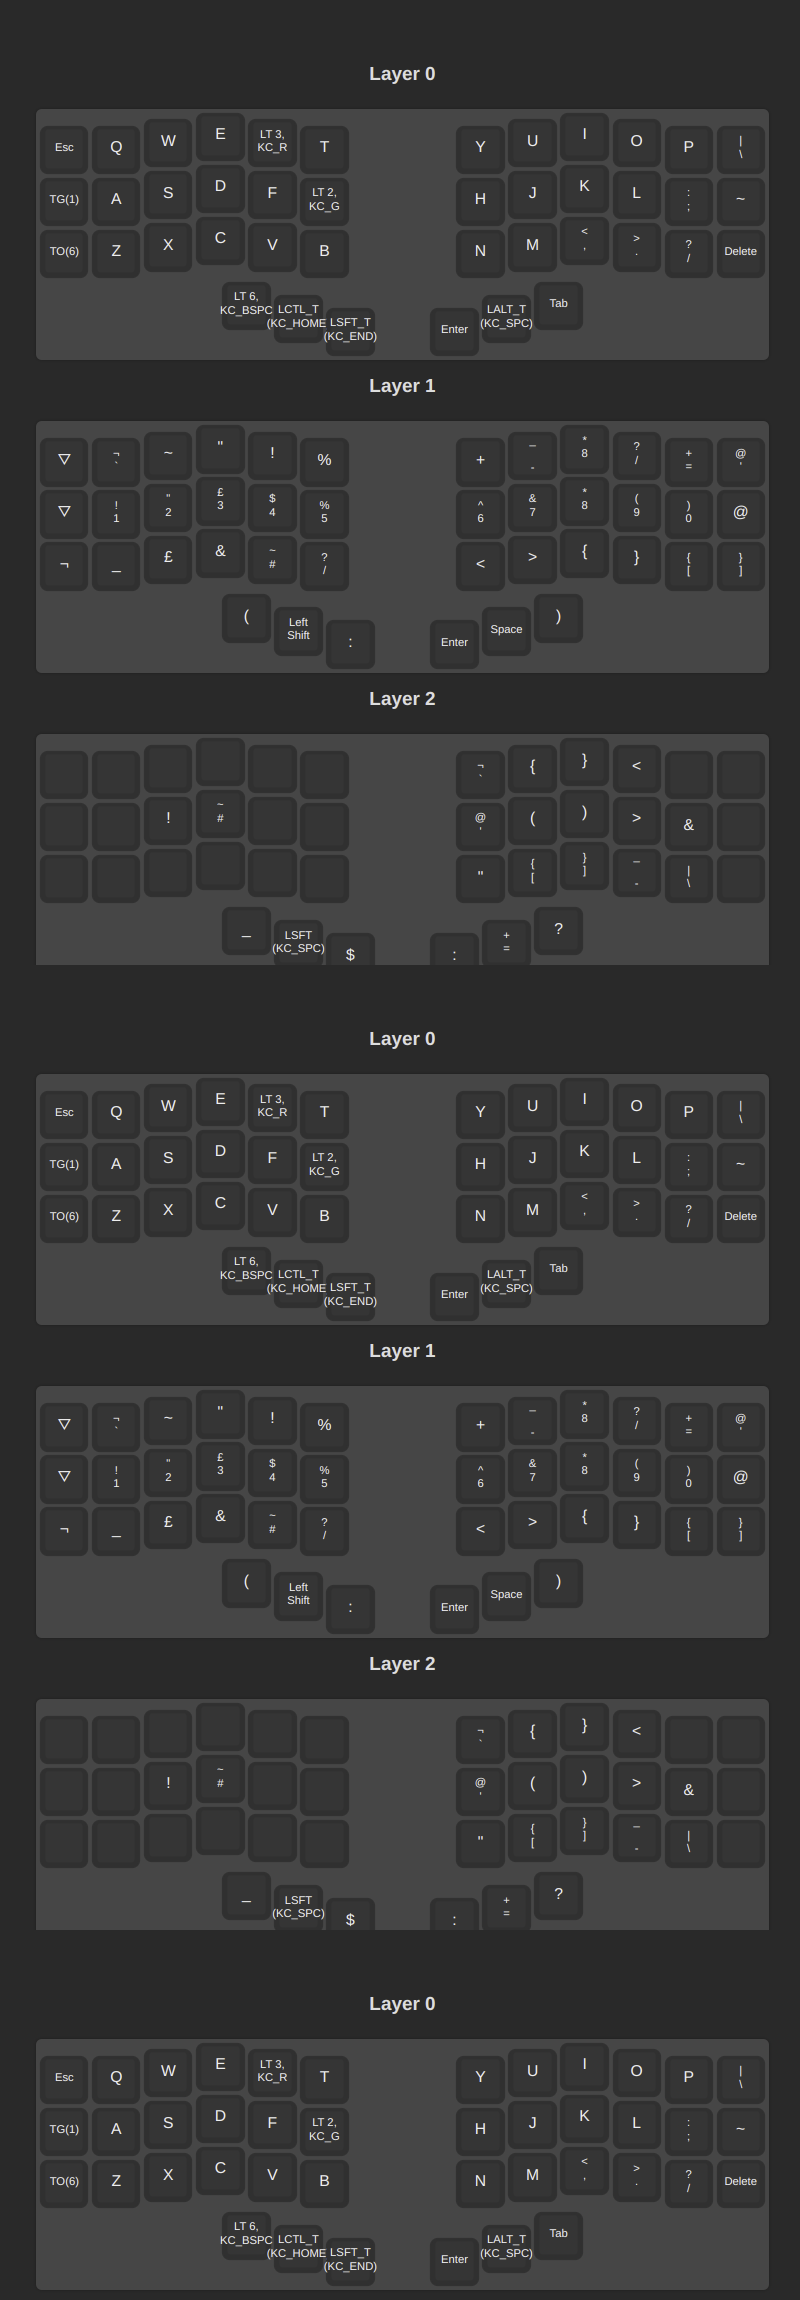 Layer 0
Esc Q W E LT 3, KC_R T Y U I O P | \
TG(1) A S D F LT 2, KC_G H J K L : ; ~
TO(6) Z X C V B N M < , > . ? / Delete
LT 6, KC_BSPC LCTL_T (KC_HOME LSFT_T (KC_END) Enter LALT_T (KC_SPC) Tab
Layer 1
▽ ¬ ` ~ " ! % + _ - * 8 ? / + = @ '
▽ ! 1 " 2 £ 3 $ 4 % 5 ^ 6 & 7 * 8 ( 9 ) 0 @
¬ _ £ & ~ # ? / < > { } { [ } ]
( Left Shift : Enter Space )
Layer 2
¬ ` { } <
! ~ # @ ' ( ) > &
" { [ } ] _ - | \
_ LSFT (KC_SPC) $ : + = ?
Layer 0
Esc Q W E LT 3, KC_R T Y U I O P | \
TG(1) A S D F LT 2, KC_G H J K L : ; ~
TO(6) Z X C V B N M < , > . ? / Delete
LT 6, KC_BSPC LCTL_T (KC_HOME LSFT_T (KC_END) Enter LALT_T (KC_SPC) Tab
Layer 1
▽ ¬ ` ~ " ! % + _ - * 8 ? / + = @ '
▽ ! 1 " 2 £ 3 $ 4 % 5 ^ 6 & 7 * 8 ( 9 ) 0 @
¬ _ £ & ~ # ? / < > { } { [ } ]
( Left Shift : Enter Space )
Layer 2
¬ ` { } <
! ~ # @ ' ( ) > &
" { [ } ] _ - | \
_ LSFT (KC_SPC) $ : + = ?
Layer 0
Esc Q W E LT 3, KC_R T Y U I O P | \
TG(1) A S D F LT 2, KC_G H J K L : ; ~
TO(6) Z X C V B N M < , > . ? / Delete
LT 6, KC_BSPC LCTL_T (KC_HOME LSFT_T (KC_END) Enter LALT_T (KC_SPC) Tab